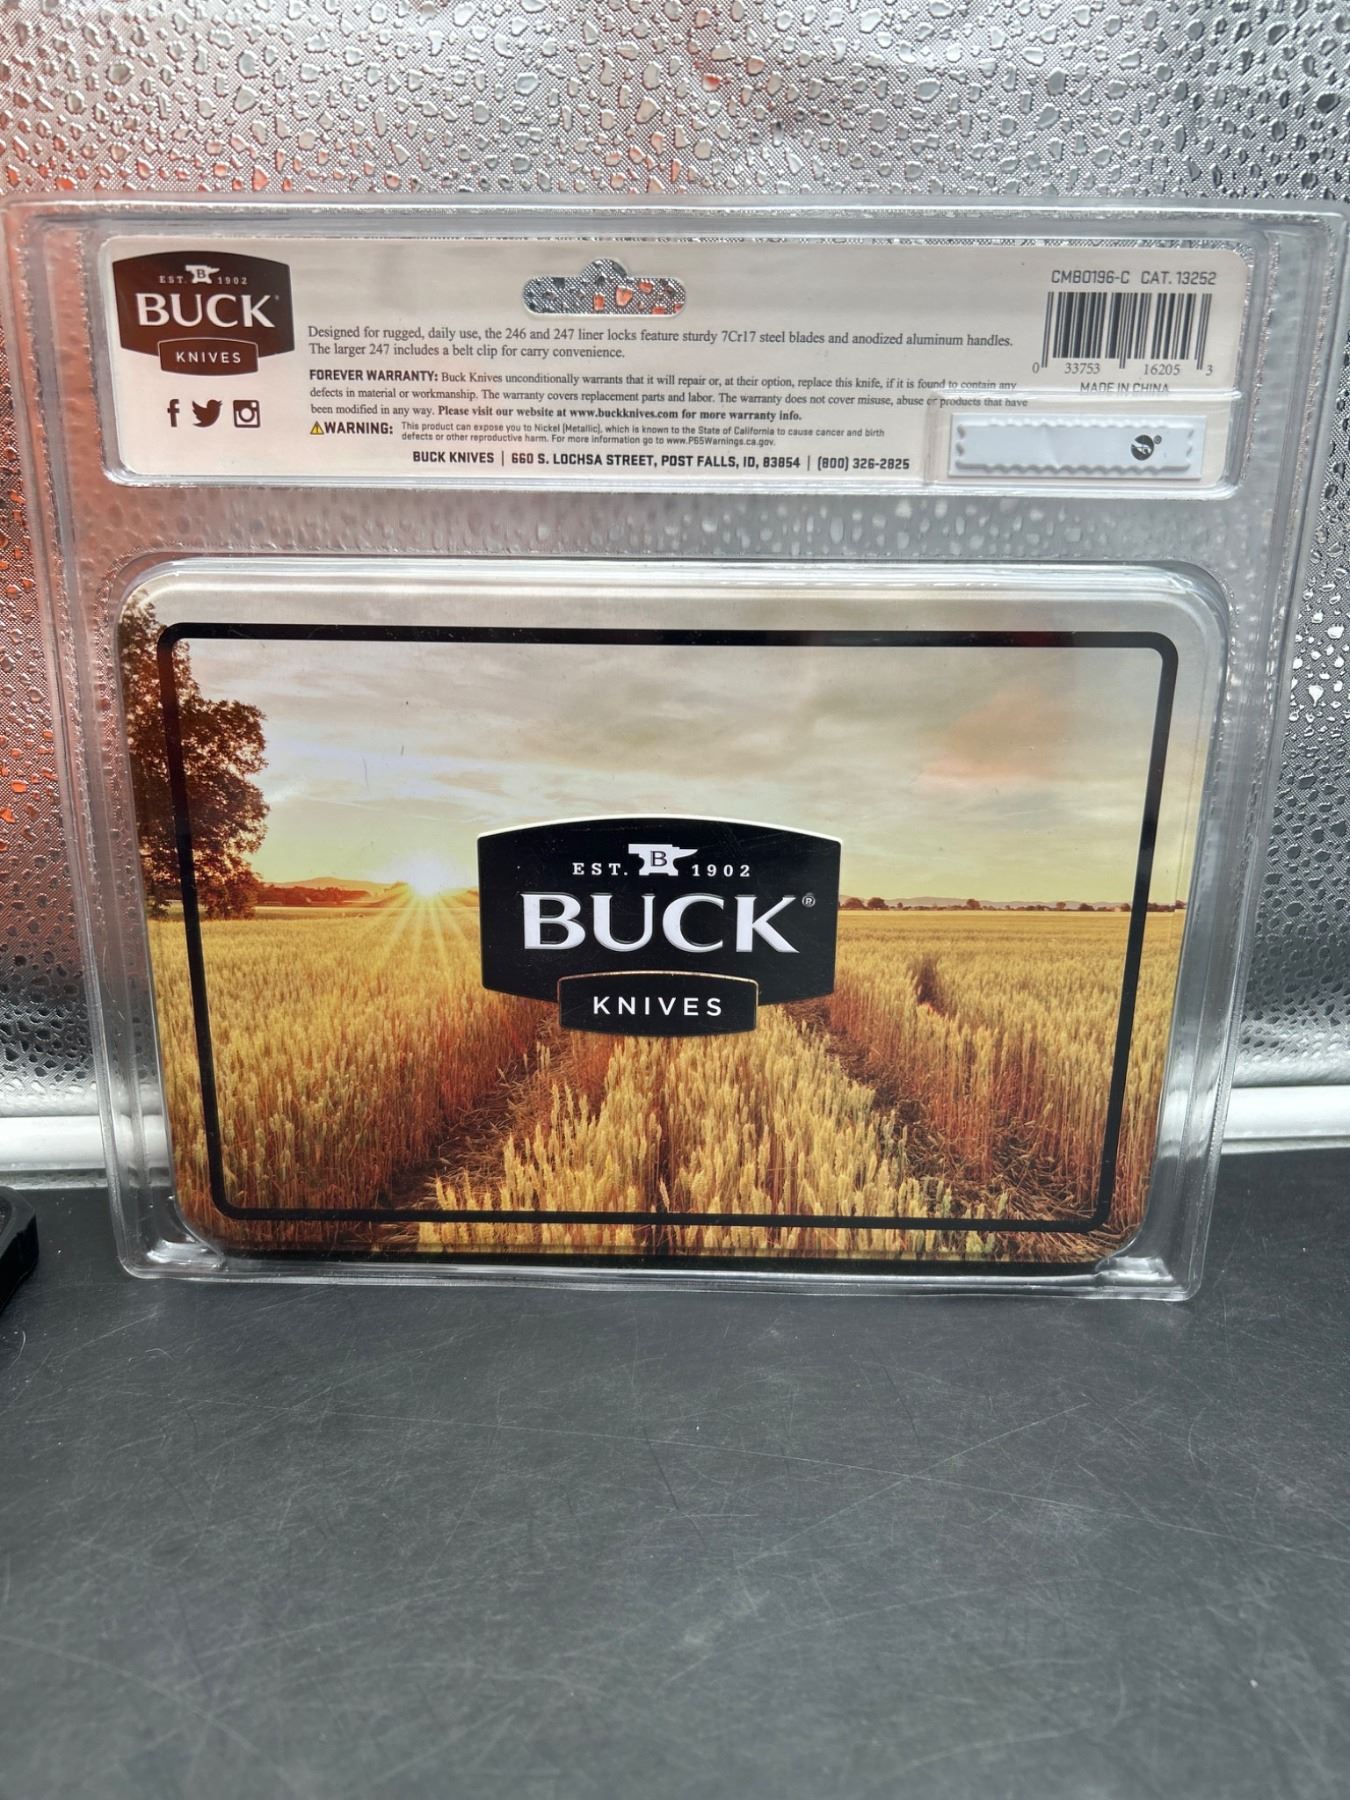 EST. B 1902
BUCK
KNIVES
CMB0196-C CAT. 13252
Designed for rugged, daily use, the 246 and 247 liner locks feature sturdy 7Cr17 steel blades and anodized aluminum handles.
The larger 247 includes a belt clip for carry convenience.
0 33753 16205 3
MADE IN CHINA
FOREVER WARRANTY: Buck Knives unconditionally warrants that it will repair or, at their option, replace this knife, if it is found to contain any
defects in material or workmanship. The warranty covers replacement parts and labor. The warranty does not cover misuse, abuse or products that have
been modified in any way. Please visit our website at www.buckknives.com for more warranty info.
WARNING: This product can expose you to Nickel (Metallic), which is known to the State of California to cause cancer and birth
defects or other reproductive harm. For more information go to www.P65Warnings.ca.gov.
BUCK KNIVES | 660 S. LOCHSA STREET, POST FALLS, ID, 83854 | (800) 326-2825
EST. B 1902
BUCK®
KNIVES